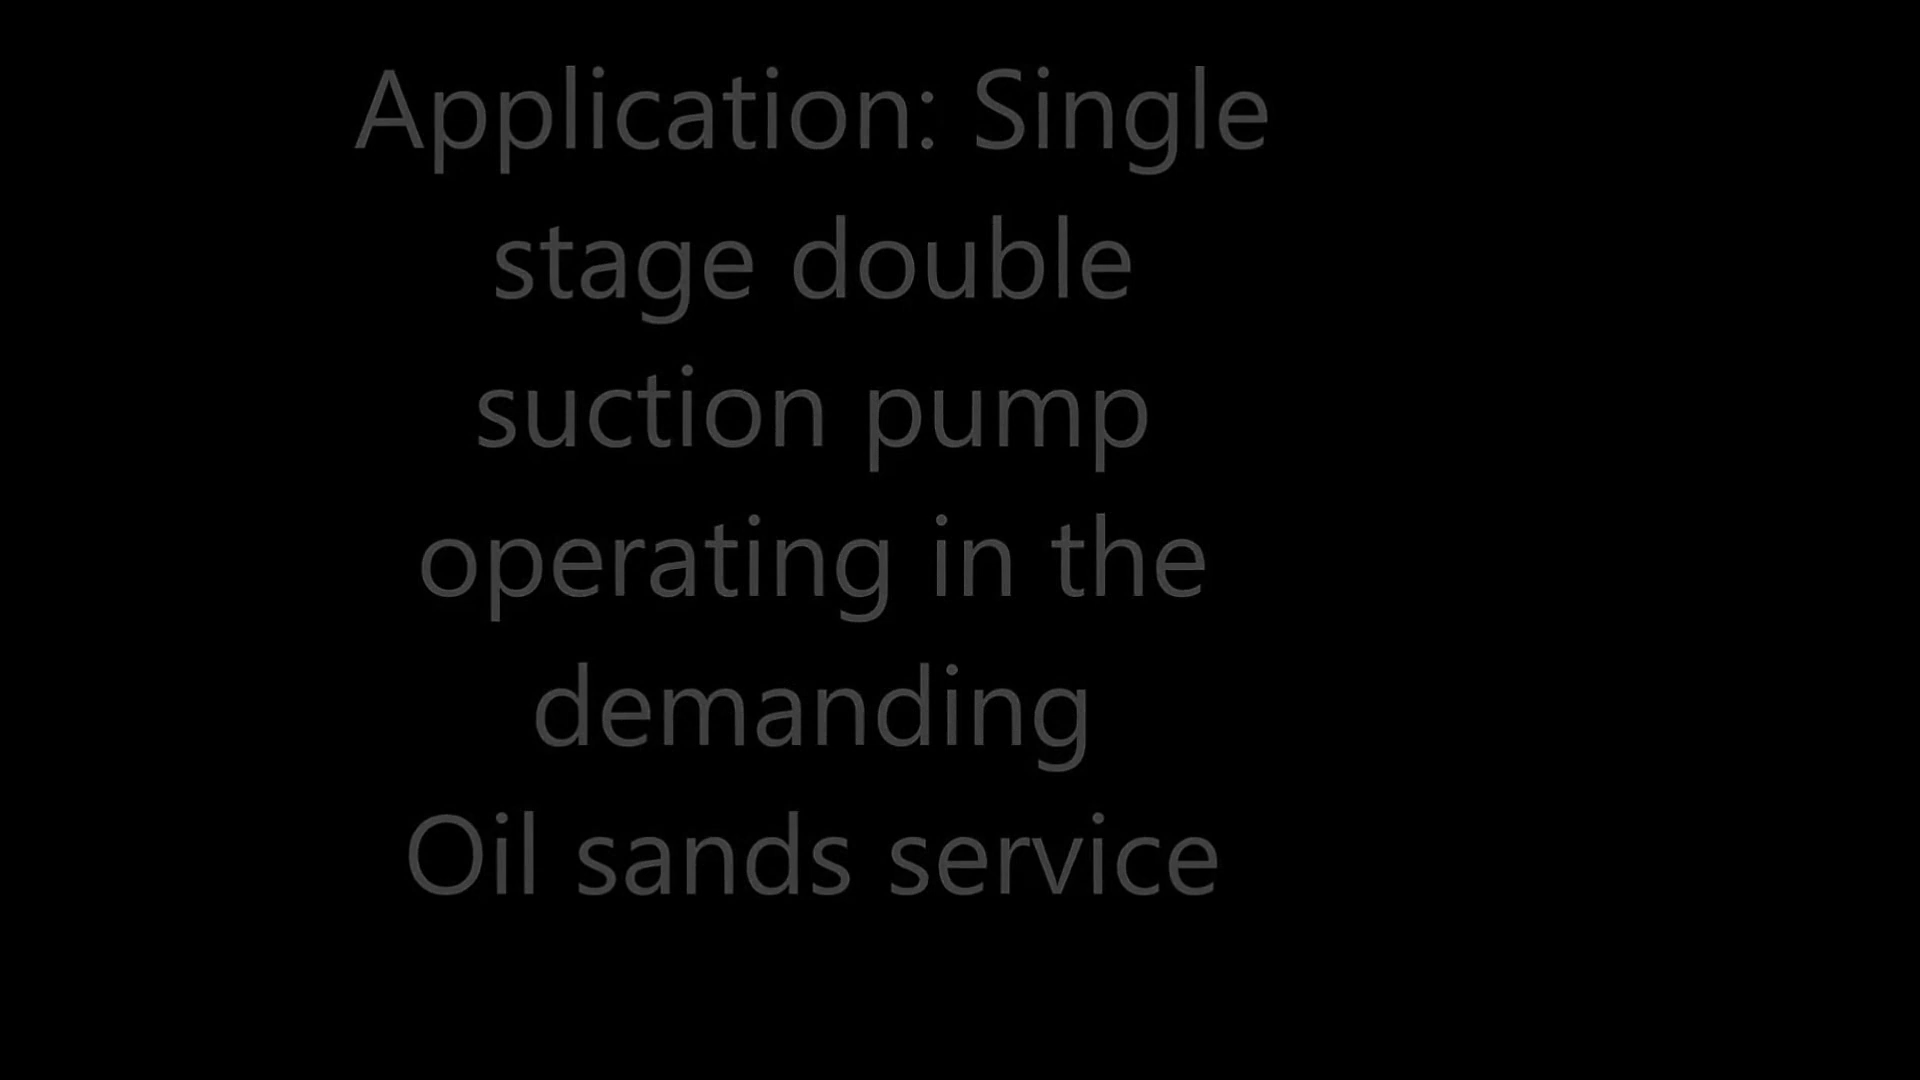 Application: Single
stage double
suction pump
operating in the
demanding
Oil sands service